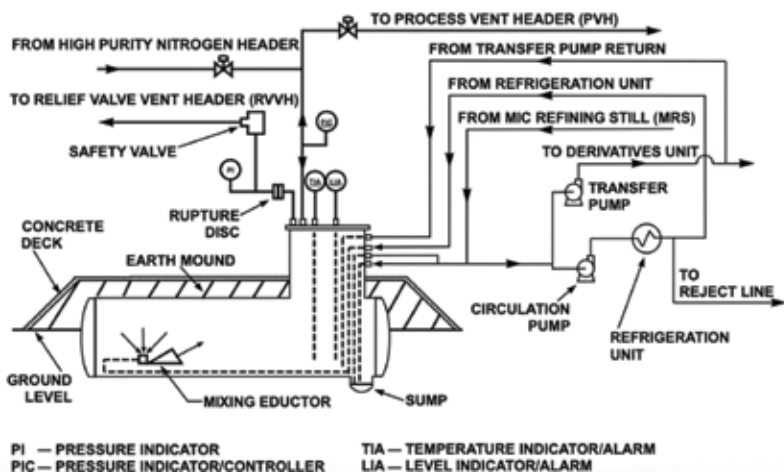 TO PROCESS VENT HEADER (PVH)
FROM HIGH PURITY NITROGEN HEADER
FROM TRANSFER PUMP RETURN
FROM REFRIGERATION UNIT
TO RELIEF VALVE VENT HEADER (RVVH)
FROM MIC REFINING STILL (MRS)
SAFETY VALVE
PIC
TO DERIVATIVES UNIT
PI
TIA
LIA
TRANSFER
PUMP
RUPTURE
DISC
CONCRETE
DECK
EARTH MOUND
TO
REJECT LINE
CIRCULATION
PUMP
REFRIGERATION
UNIT
GROUND
LEVEL
MIXING EDUCTOR
SUMP
PI — PRESSURE INDICATOR
TIA — TEMPERATURE INDICATOR/ALARM
PIC — PRESSURE INDICATOR/CONTROLLER
LIA — LEVEL INDICATOR/ALARM